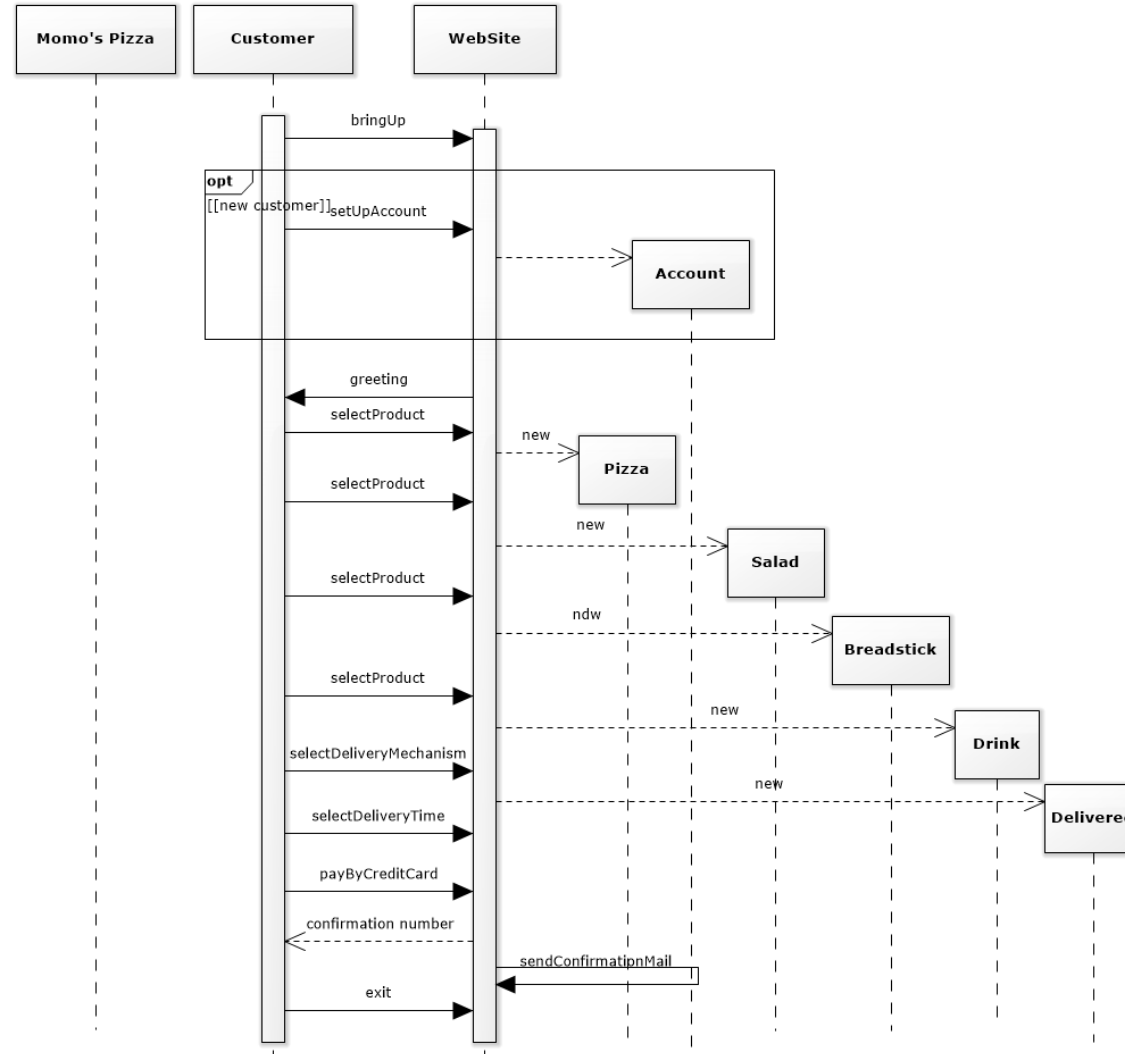 Momo's Pizza
Customer
WebSite
bringUp
opt
[[new customer]]
setUpAccount
Account
greeting
selectProduct
new
Pizza
selectProduct
new
Salad
selectProduct
ndw
Breadstick
selectProduct
new
Drink
selectDeliveryMechanism
new
Delivered
selectDeliveryTime
payByCreditCard
confirmation number
sendConfirmationMail
exit